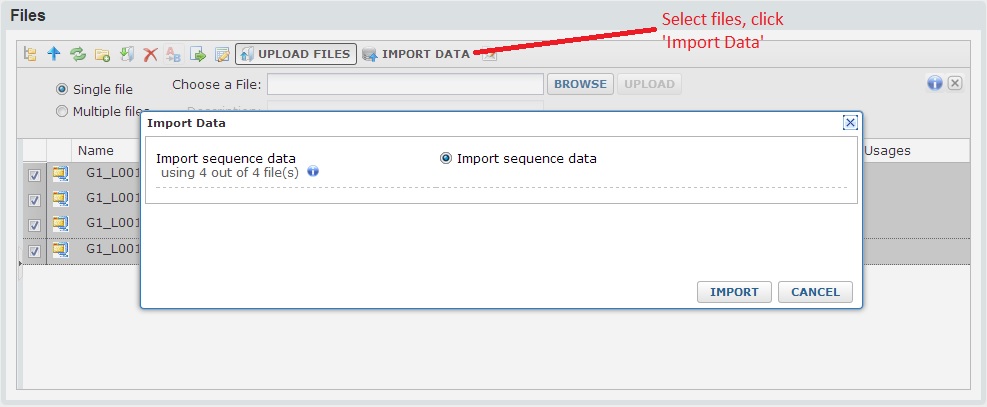 Files
Select files, click
'Import Data'
UPLOAD FILES
IMPORT DATA
Single file
Choose a File:
BROWSE
UPLOAD
Multiple files
Description:
Import Data
Name
Usages
Import sequence data
using 4 out of 4 file(s)
Import sequence data
G1_L001
G1_L001
G1_L001
G1_L001
IMPORT
CANCEL